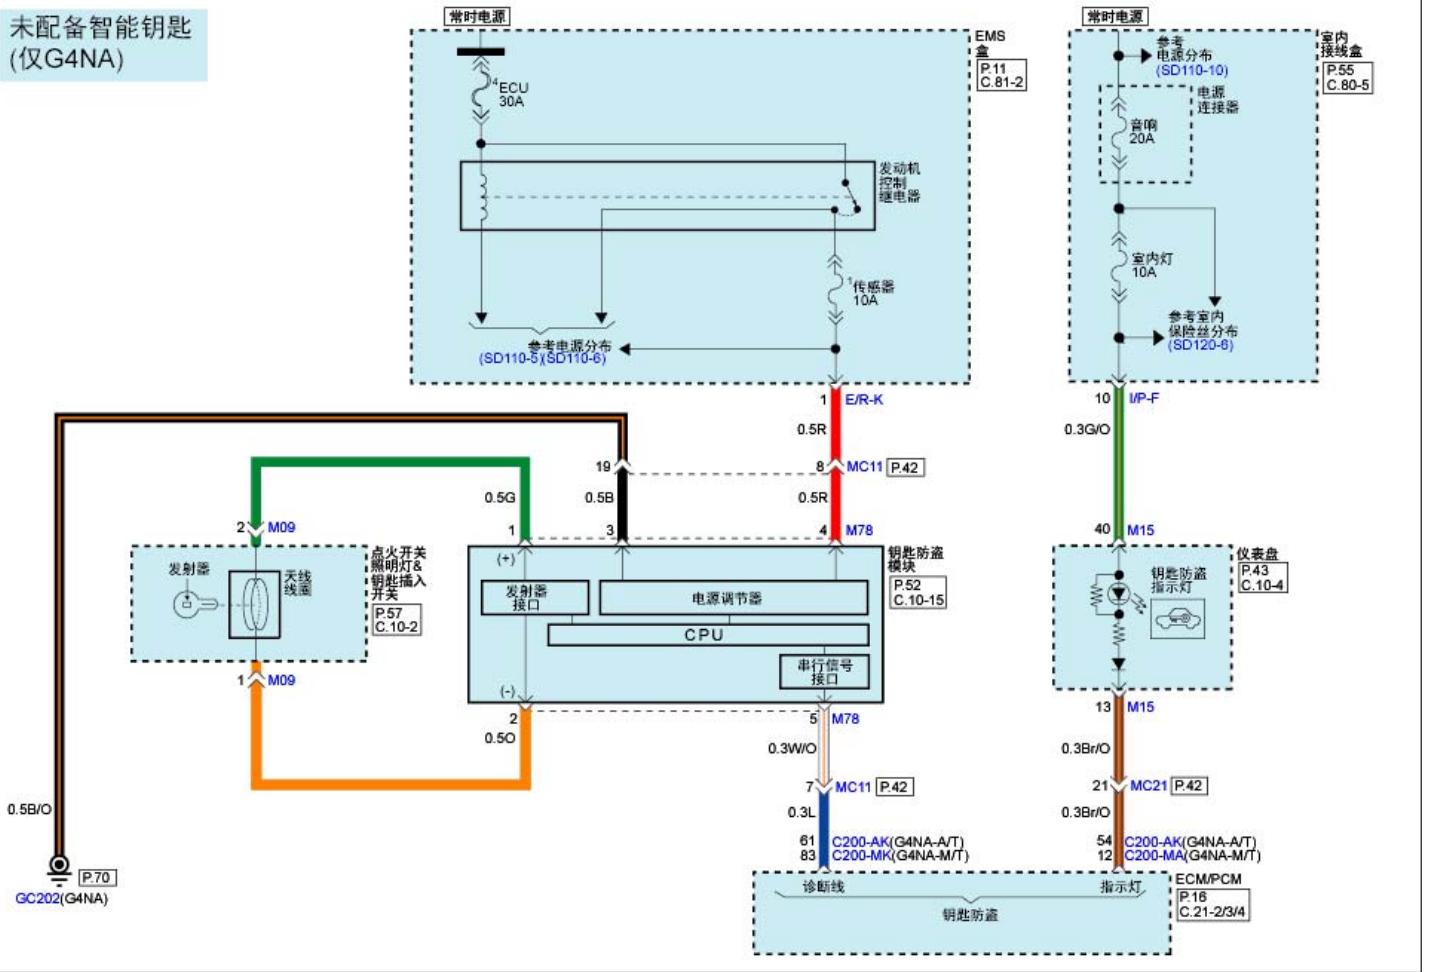 未配备智能钥匙
(仅G4NA)
常时电源
EMS
盒
P.11
C.81-2
4
ECU
30A
发动机
控制
继电器
1
传感器
10A
参考电源分布
(SD110-5)(SD110-6)
常时电源
室内
接线盒
P.55
C.80-5
参考
电源分布
(SD110-10)
电源
连接器
音响
20A
室内灯
10A
参考室内
保险丝分布
(SD120-6)
1 E/R-K
0.5R
10 I/P-F
0.3G/O
19
8 MC11 P.42
0.5G
0.5B
0.5R
2 M09
1
3
4 M78
40 M15
点火开关
照明灯&
钥匙插入
开关
P.57
C.10-2
发射器
天线
线圈
(+)
发射器
接口
电源调节器
CPU
串行信号
接口
(-)
钥匙防盗
模块
P.52
C.10-15
仪表盘
P.43
C.10-4
钥匙防盗
指示灯
1 M09
2
0.5O
5 M78
0.3W/O
13 M15
0.3Br/O
7 MC11 P.42
21 MC21 P.42
0.5B/O
0.3L
0.3Br/O
61 C200-AK(G4NA-A/T)
83 C200-MK(G4NA-M/T)
54 C200-AK(G4NA-A/T)
12 C200-MA(G4NA-M/T)
P.70
GC202(G4NA)
诊断线
指示灯
钥匙防盗
ECM/PCM
P.16
C.21-2/3/4